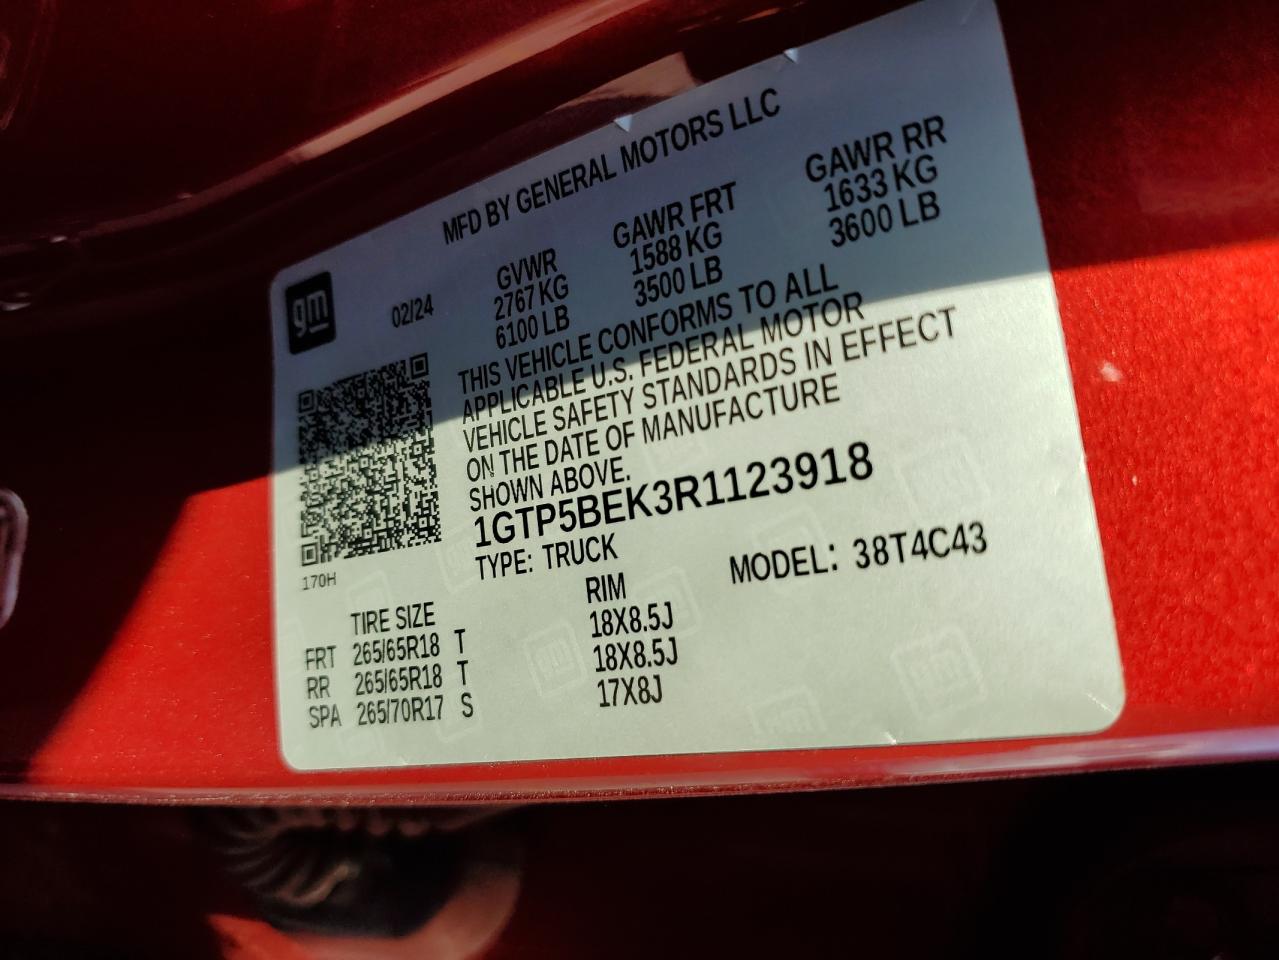 MFD BY GENERAL MOTORS LLC
gm
02/24
GVWR GAWR FRT GAWR RR
2767 KG 1588 KG 1633 KG
6100 LB 3500 LB 3600 LB
THIS VEHICLE CONFORMS TO ALL
APPLICABLE U.S. FEDERAL MOTOR
VEHICLE SAFETY STANDARDS IN EFFECT
ON THE DATE OF MANUFACTURE
SHOWN ABOVE.
1GTP5BEK3R1123918
TYPE: TRUCK MODEL: 38T4C43
170H
TIRE SIZE RIM
FRT 265/65R18 T 18X8.5J
RR 265/65R18 T 18X8.5J
SPA 265/70R17 S 17X8J